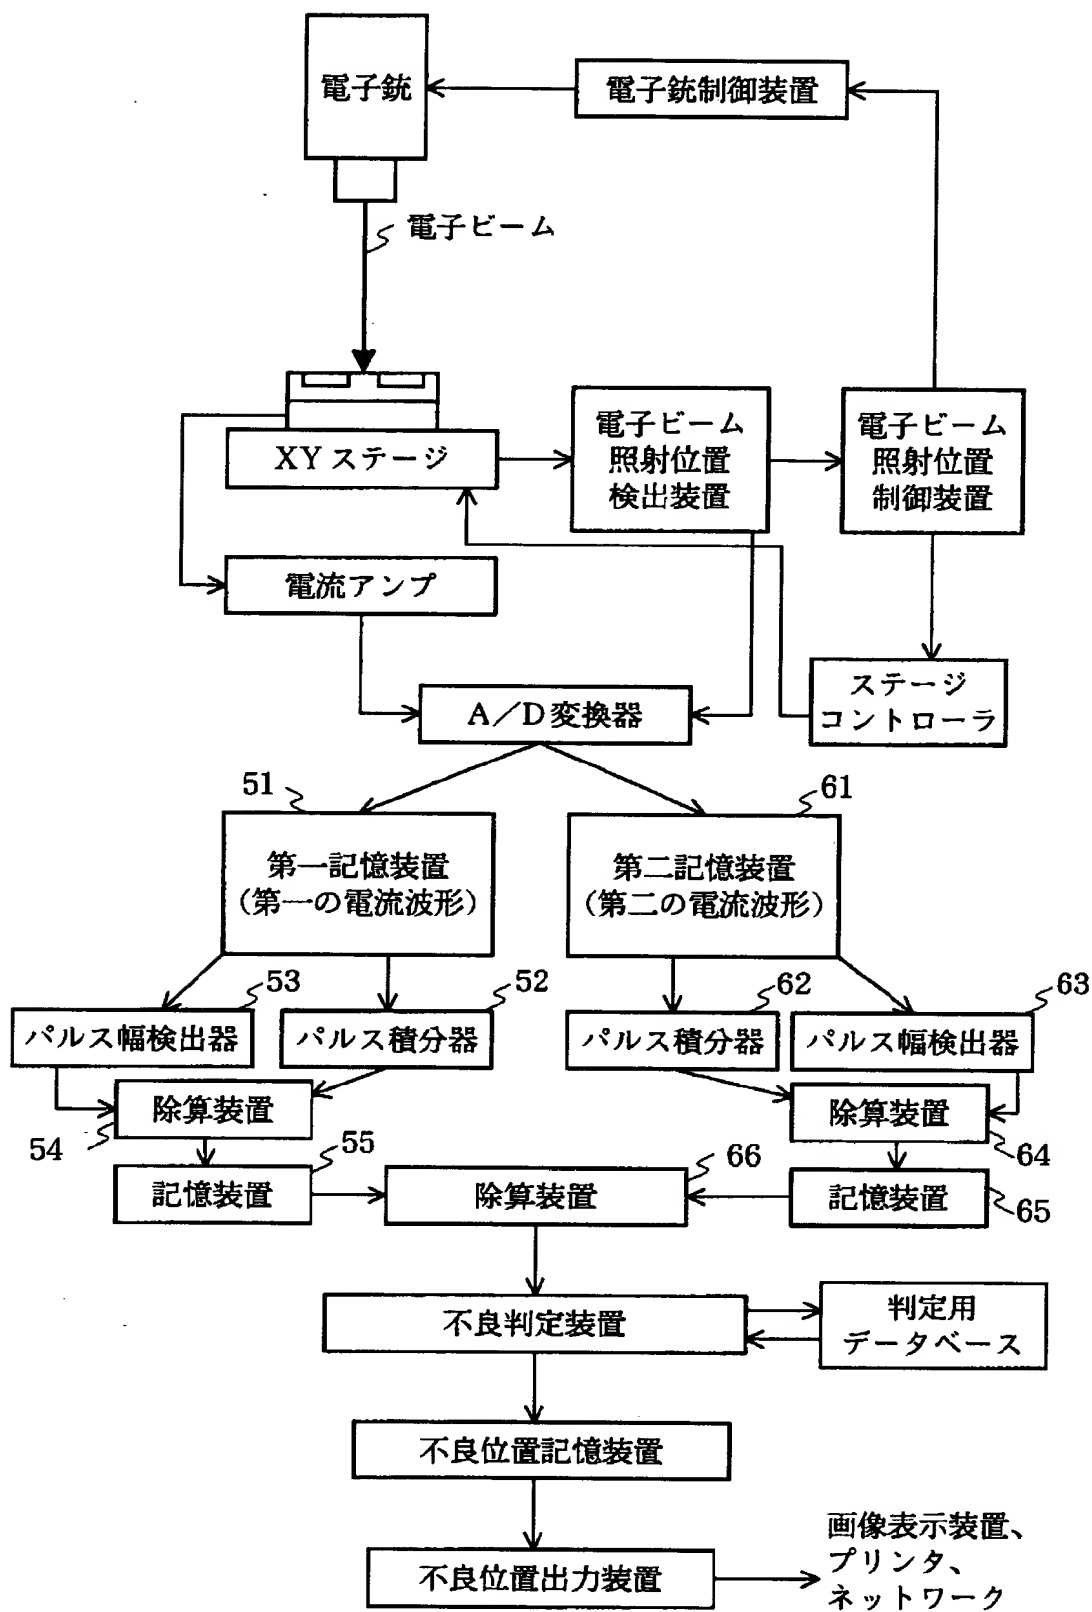 電子銃
電子銃制御装置
電子ビーム
XYステージ
電子ビーム
照射位置
検出装置
電子ビーム
照射位置
制御装置
電流アンプ
ステージ
コントローラ
A/D変換器
51
61
第一記憶装置
(第一の電流波形)
第二記憶装置
(第二の電流波形)
53
52
62
63
パルス幅検出器
パルス積分器
パルス積分器
パルス幅検出器
除算装置
除算装置
54
55
66
64
記憶装置
除算装置
記憶装置
65
不良判定装置
判定用
データベース
不良位置記憶装置
不良位置出力装置
画像表示装置、
プリンタ、
ネットワーク